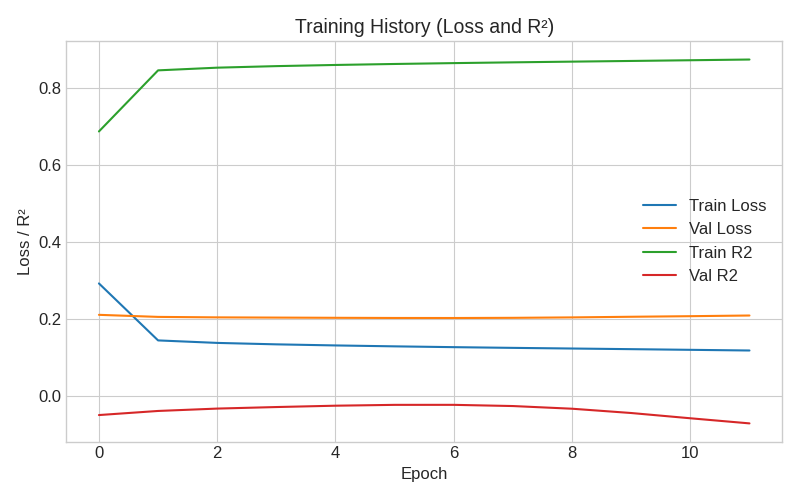 Training History (Loss and R²)
Loss / R²
0.8
0.6
0.4
0.2
0.0
Train Loss
Val Loss
Train R2
Val R2
0 2 4 6 8 10
Epoch